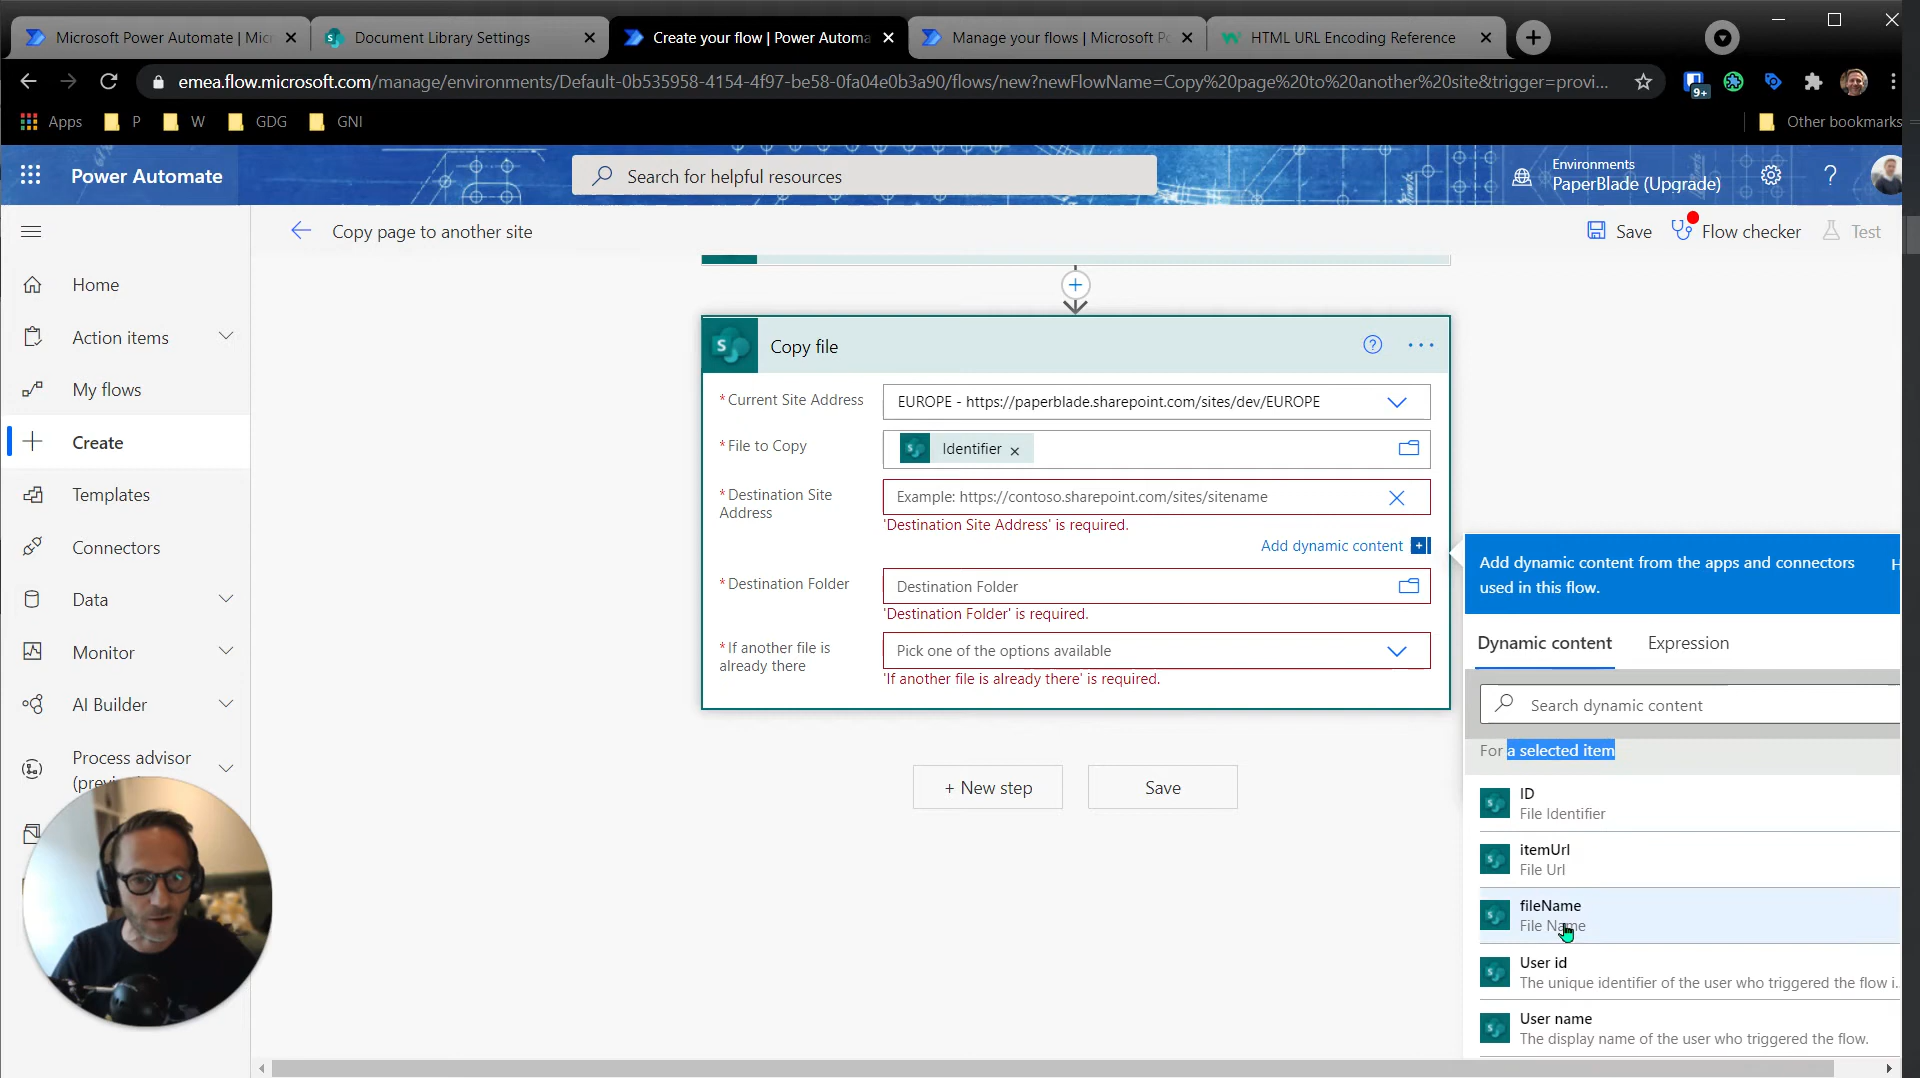 Microsoft Power Automate | Mic
Document Library Settings
Create your flow | Power Automa
Manage your flows | Microsoft Po
HTML URL Encoding Reference
emea.flow.microsoft.com/manage/environments/Default-0b535958-4154-4f97-be58-0fa04e0b3a90/flows/new?newFlowName=Copy%20page%20to%20another%20site&trigger=provi...
9+
Apps
P
W
GDG
GNI
Other bookmarks
Power Automate
Search for helpful resources
Environments
PaperBlade (Upgrade)
Copy page to another site
Save
Flow checker
Test
Home
Action items
My flows
Create
Templates
Connectors
Data
Monitor
AI Builder
Process advisor
(previ
Copy file
* Current Site Address
EUROPE - https://paperblade.sharepoint.com/sites/dev/EUROPE
* File to Copy
Identifier
* Destination Site
Address
Example: https://contoso.sharepoint.com/sites/sitename
'Destination Site Address' is required.
Add dynamic content
* Destination Folder
Destination Folder
'Destination Folder' is required.
* If another file is
already there
Pick one of the options available
'If another file is already there' is required.
+ New step
Save
Add dynamic content from the apps and connectors
used in this flow.
H
Dynamic content
Expression
Search dynamic content
For a selected item
ID
File Identifier
itemUrl
File Url
fileName
File Name
User id
The unique identifier of the user who triggered the flow i...
User name
The display name of the user who triggered the flow.